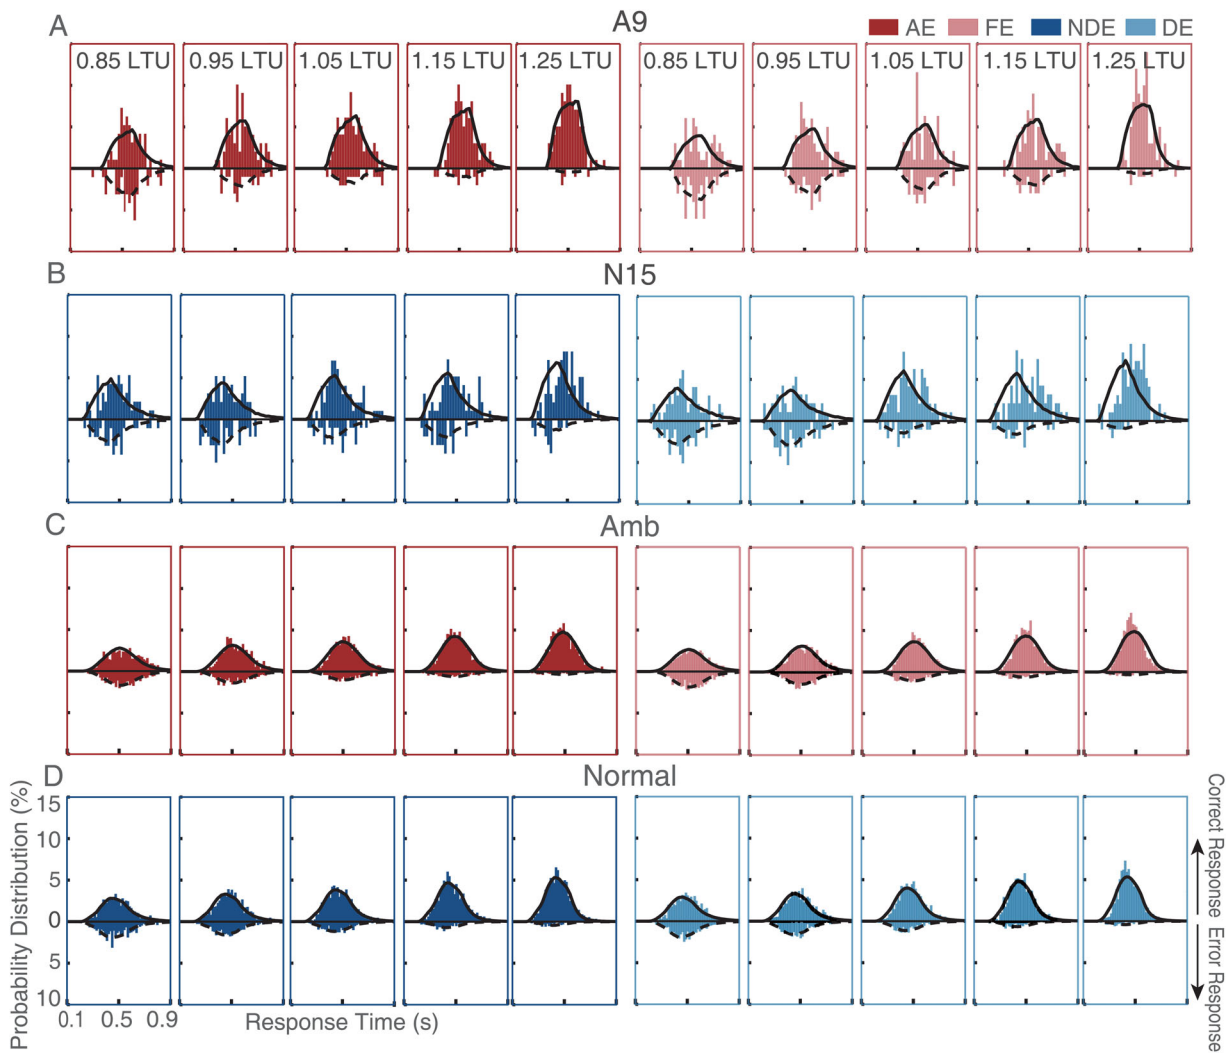 A
A9
AE FE NDE DE
0.85 LTU 0.95 LTU 1.05 LTU 1.15 LTU 1.25 LTU 0.85 LTU 0.95 LTU 1.05 LTU 1.15 LTU 1.25 LTU
B
N15
C
Amb
D
Normal
Probability Distribution (%)
15
10
5
0
5
10
0.1 0.5 0.9
Response Time (s)
Correct Response
Error Response